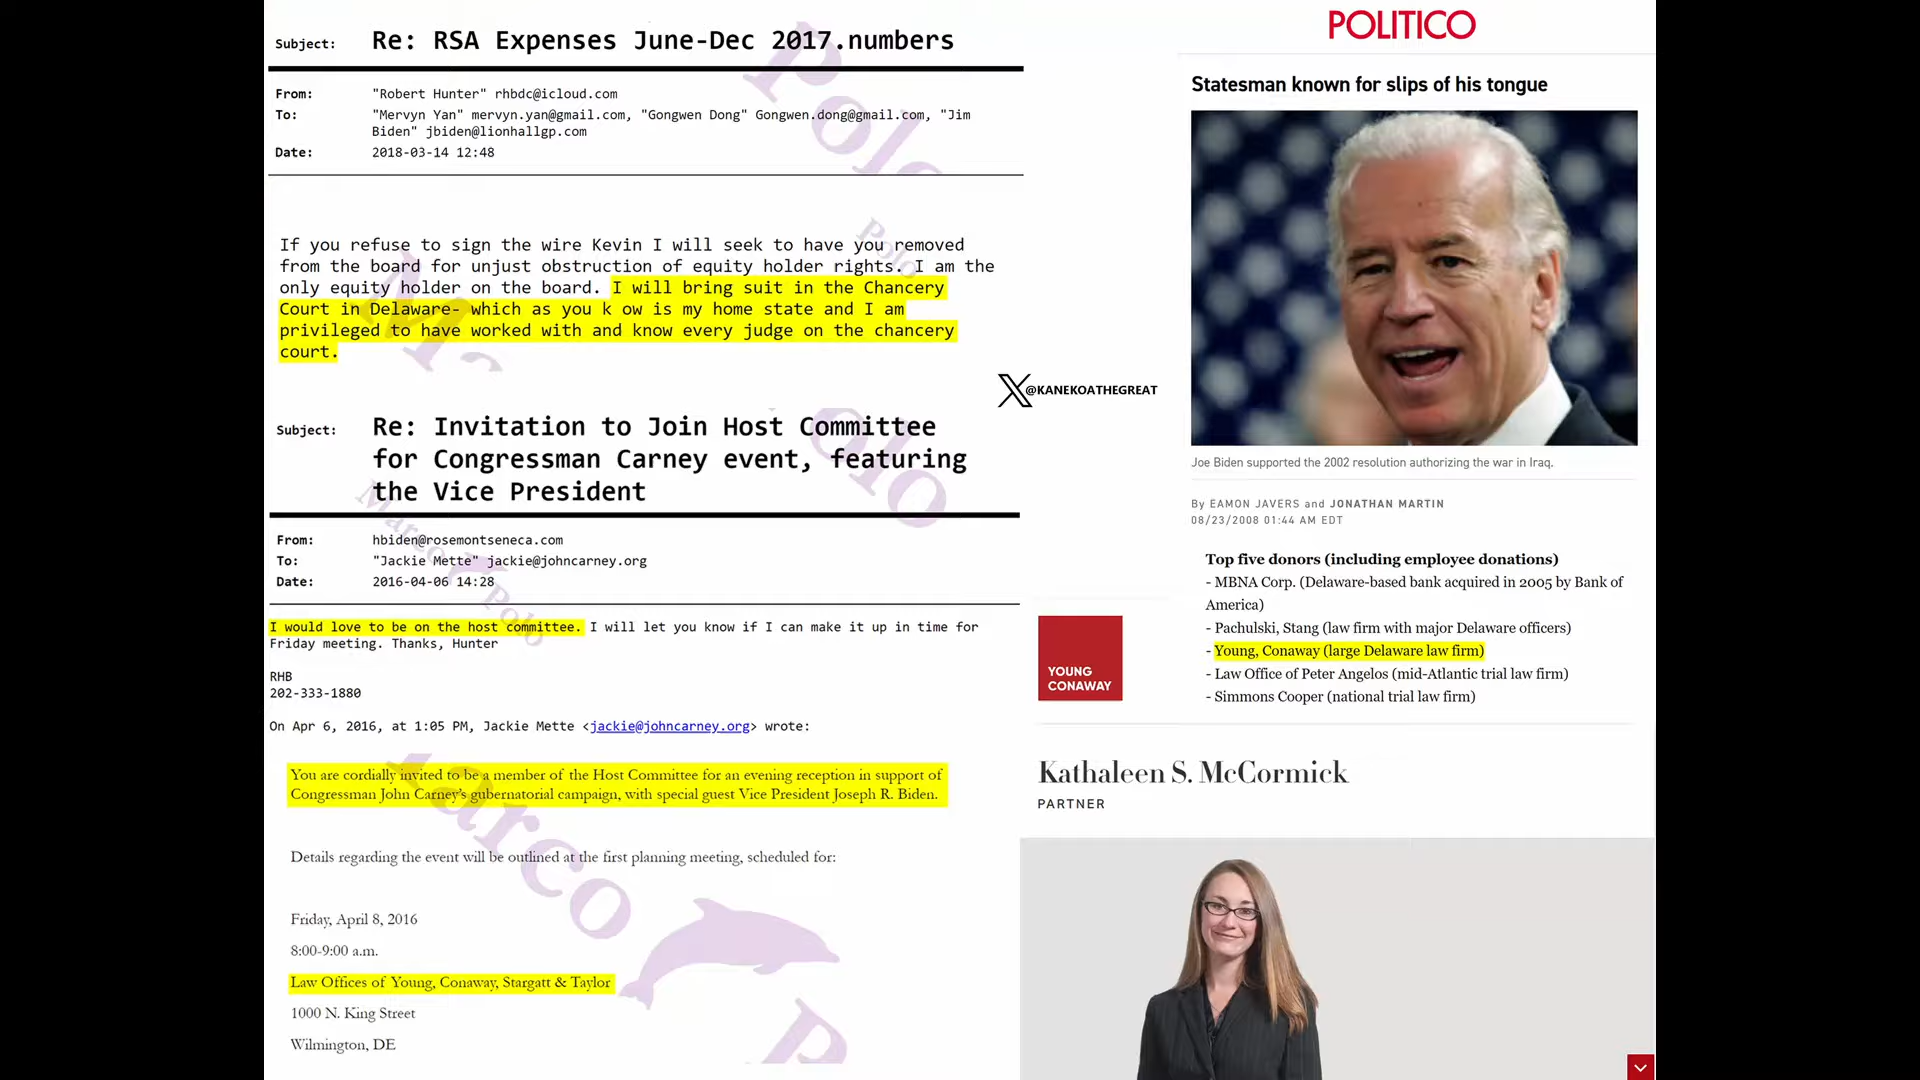 Subject: Re: RSA Expenses June-Dec 2017.numbers
From: "Robert Hunter" rhbdc@icloud.com
To: "Mervyn Yan" mervyn.yan@gmail.com, "Gongwen Dong" Gongwen.dong@gmail.com, "Jim
Biden" jbiden@lionhallgp.com
Date: 2018-03-14 12:48
If you refuse to sign the wire Kevin I will seek to have you removed
from the board for unjust obstruction of equity holder rights. I am the
only equity holder on the board. I will bring suit in the Chancery
Court in Delaware- which as you k ow is my home state and I am
privileged to have worked with and know every judge on the chancery
court.
@KANEKOATHEGREAT
Subject: Re: Invitation to Join Host Committee
for Congressman Carney event, featuring
the Vice President
From: hbiden@rosemontseneca.com
To: "Jackie Mette" jackie@johncarney.org
Date: 2016-04-06 14:28
I would love to be on the host committee. I will let you know if I can make it up in time for
Friday meeting. Thanks, Hunter
RHB
202-333-1880
On Apr 6, 2016, at 1:05 PM, Jackie Mette <jackie@johncarney.org> wrote:
You are cordially invited to be a member of the Host Committee for an evening reception in support of
Congressman John Carney's gubernatorial campaign, with special guest Vice President Joseph R. Biden.
Details regarding the event will be outlined at the first planning meeting, scheduled for:
Friday, April 8, 2016
8:00-9:00 a.m.
Law Offices of Young, Conaway, Stargatt & Taylor
1000 N. King Street
Wilmington, DE
POLITICO
Statesman known for slips of his tongue
Joe Biden supported the 2002 resolution authorizing the war in Iraq.
By EAMON JAVERS and JONATHAN MARTIN
08/23/2008 01:44 AM EDT
Top five donors (including employee donations)
- MBNA Corp. (Delaware-based bank acquired in 2005 by Bank of
America)
- Pachulski, Stang (law firm with major Delaware officers)
- Young, Conaway (large Delaware law firm)
- Law Office of Peter Angelos (mid-Atlantic trial law firm)
- Simmons Cooper (national trial law firm)
YOUNG
CONAWAY
Kathaleen S. McCormick
PARTNER
Polo
Polo
Polo
Marco
Polo
Marco